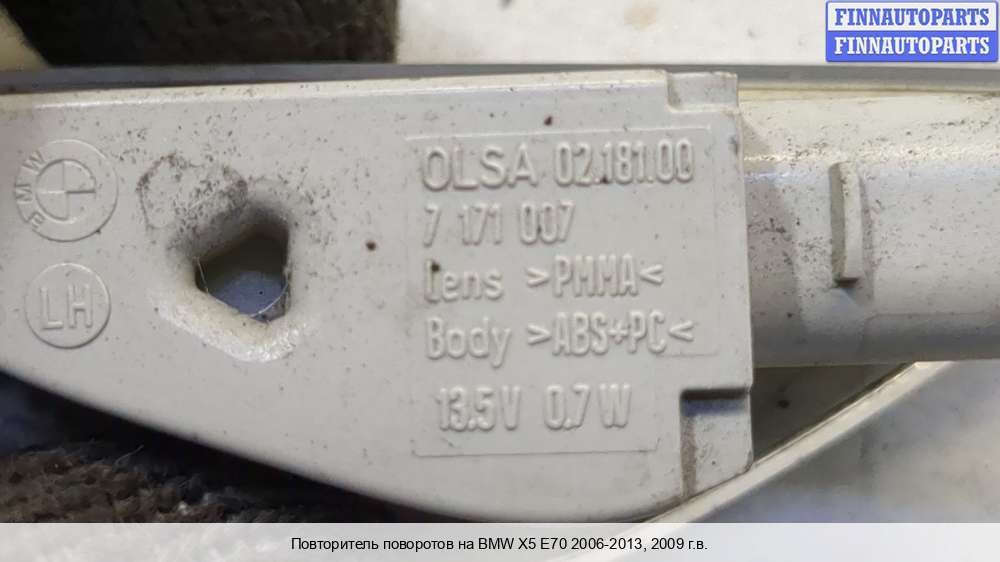 FINNAUTOPARTS
FINNAUTOPARTS
BMW
LH
OLSA 02.181.00
7 171 007
Lens >PMMA<
Body >ABS+PC<
13.5V 0.7W
Повторитель поворотов на BMW X5 E70 2006-2013, 2009 г.в.